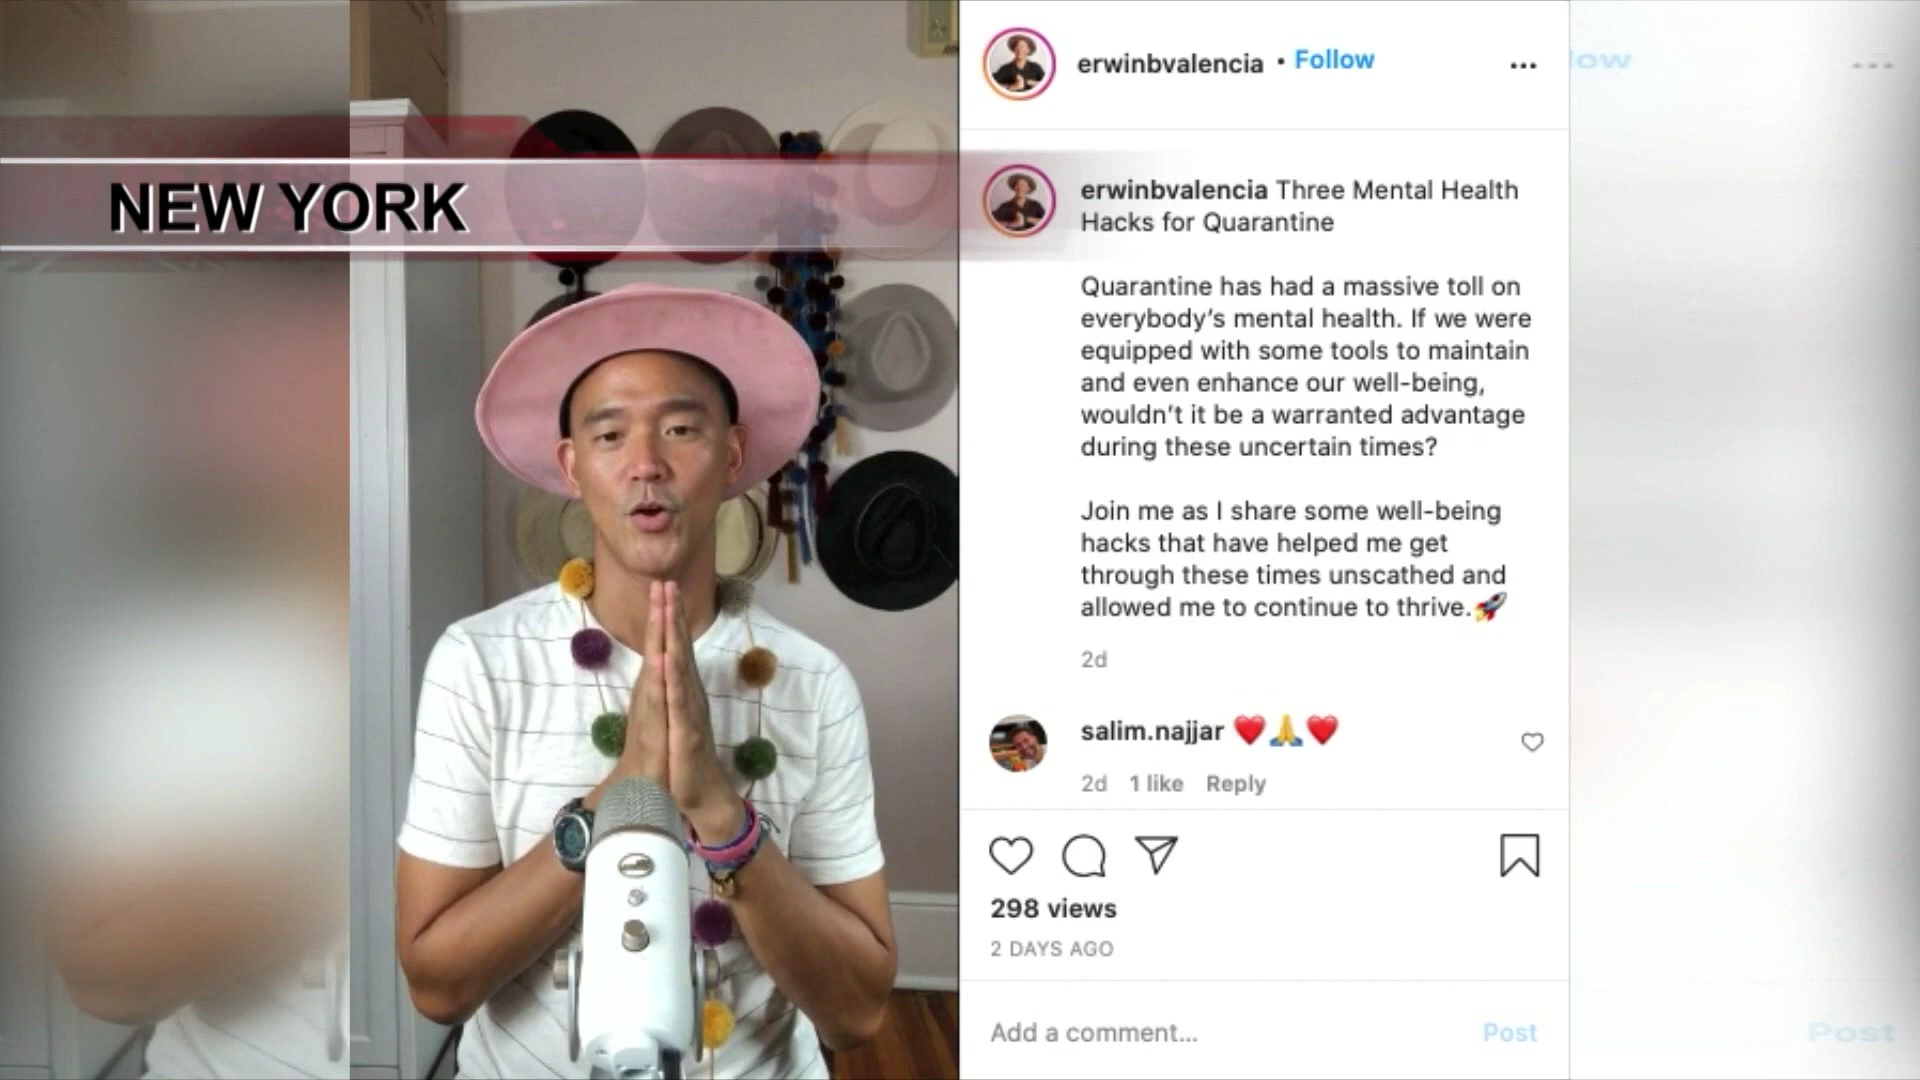 NEW YORK
erwinbvalencia • Follow
erwinbvalencia Three Mental Health
Hacks for Quarantine
Quarantine has had a massive toll on
everybody's mental health. If we were
equipped with some tools to maintain
and even enhance our well-being,
wouldn't it be a warranted advantage
during these uncertain times?
Join me as I share some well-being
hacks that have helped me get
through these times unscathed and
allowed me to continue to thrive.🚀
2d
salim.najjar ❤️🙏❤️
2d 1 like Reply
298 views
2 DAYS AGO
Add a comment... Post
Post